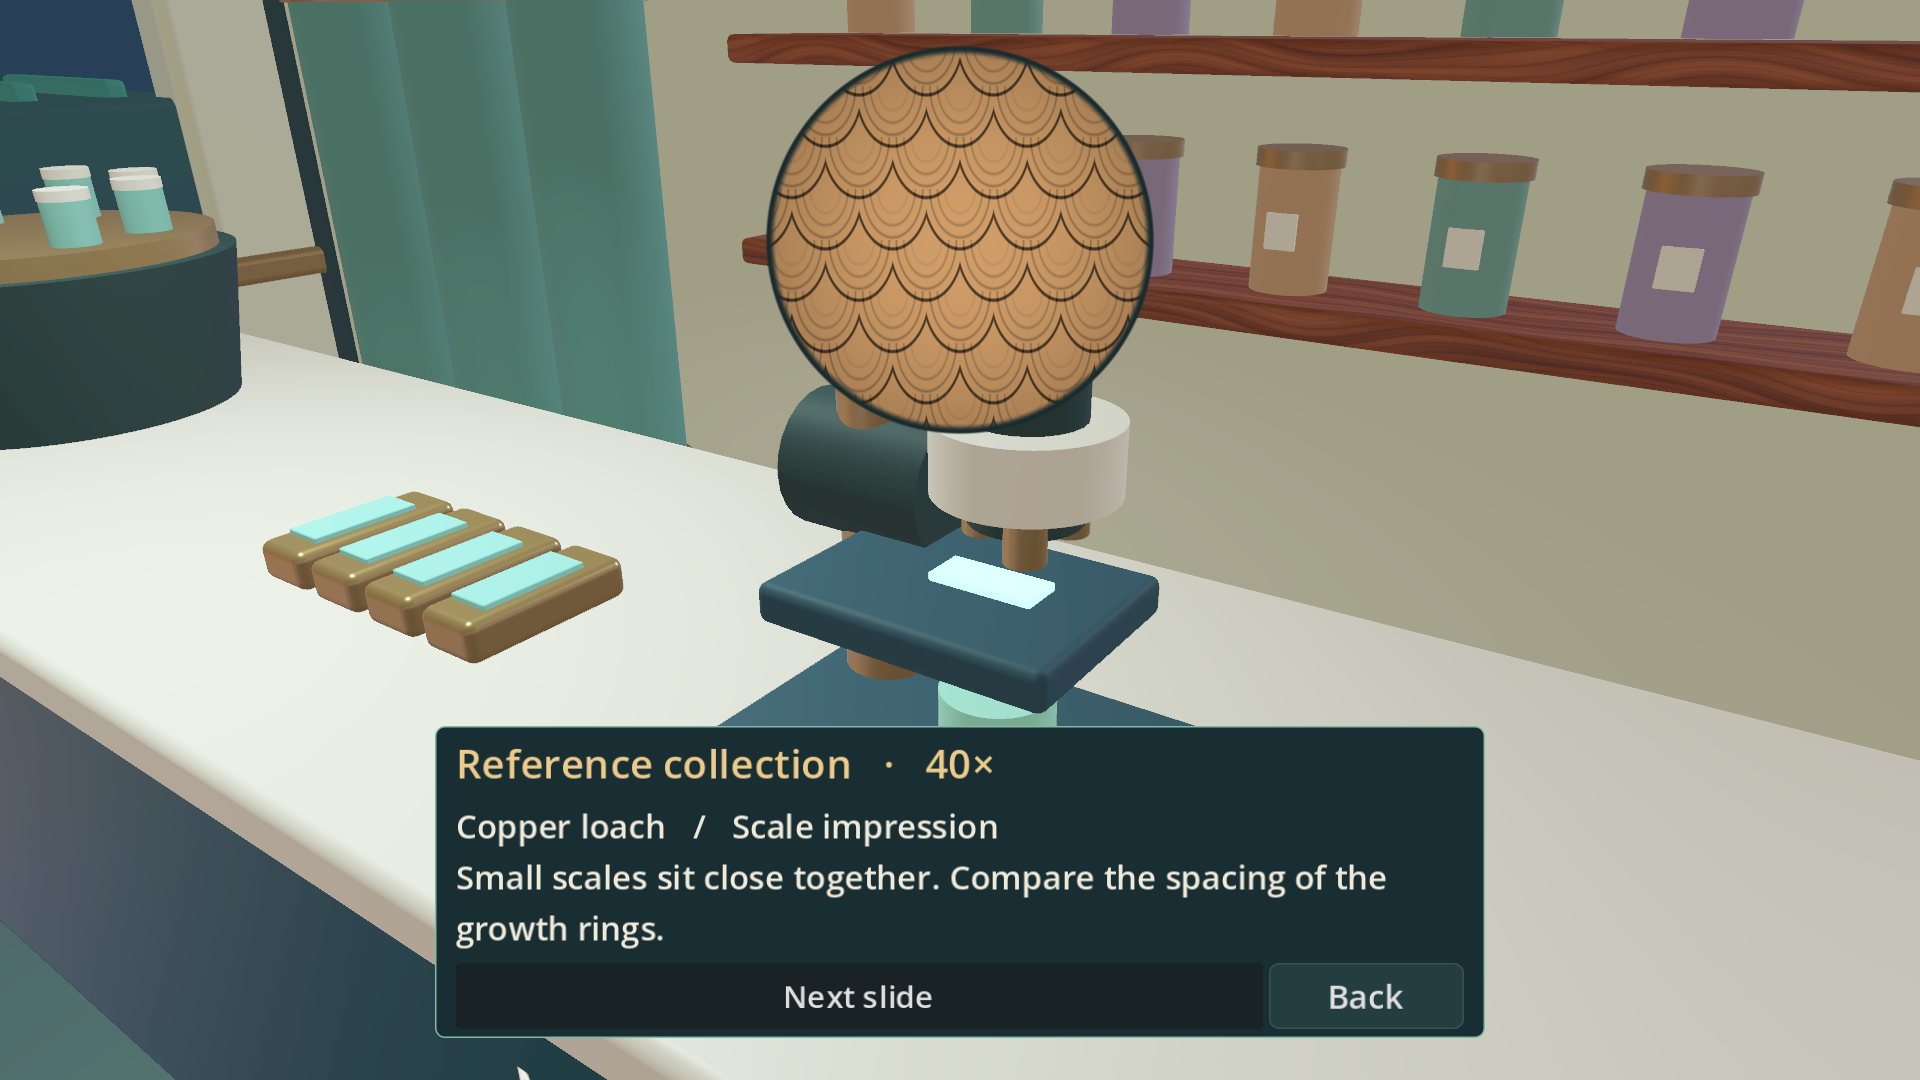 Reference collection · 40×
Copper loach / Scale impression
Small scales sit close together. Compare the spacing of the
growth rings.
Next slide
Back